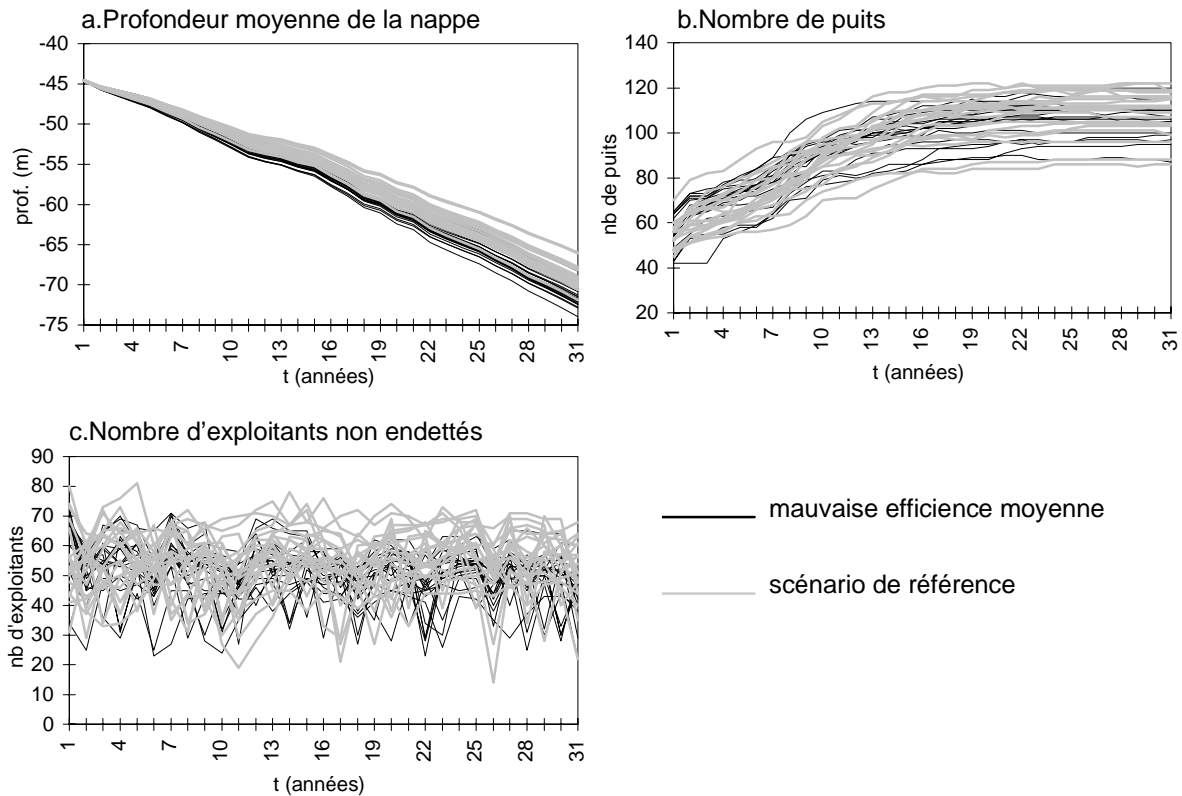 a.Profondeur moyenne de la nappe
-40
-45
-50
-55
-60
-65
-70
-75
prof. (m)
1 4 7 10 13 16 19 22 25 28 31
t (années)
b.Nombre de puits
140
120
100
80
60
40
20
nb de puits
1 4 7 10 13 16 19 22 25 28 31
t (années)
c.Nombre d'exploitants non endettés
90
80
70
60
50
40
30
20
10
0
nb d'exploitants
1 4 7 10 13 16 19 22 25 28 31
t (années)
mauvaise efficience moyenne
scénario de référence